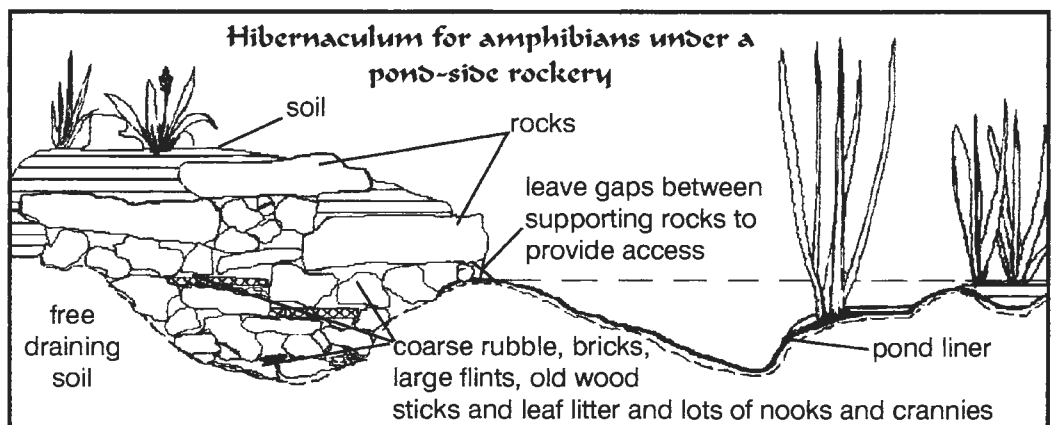 Hibernaculum for amphibians under a
pond-side rockery
soil
rocks
leave gaps between
supporting rocks to
provide access
free
draining
soil
coarse rubble, bricks,
large flints, old wood
sticks and leaf litter and lots of nooks and crannies
pond liner